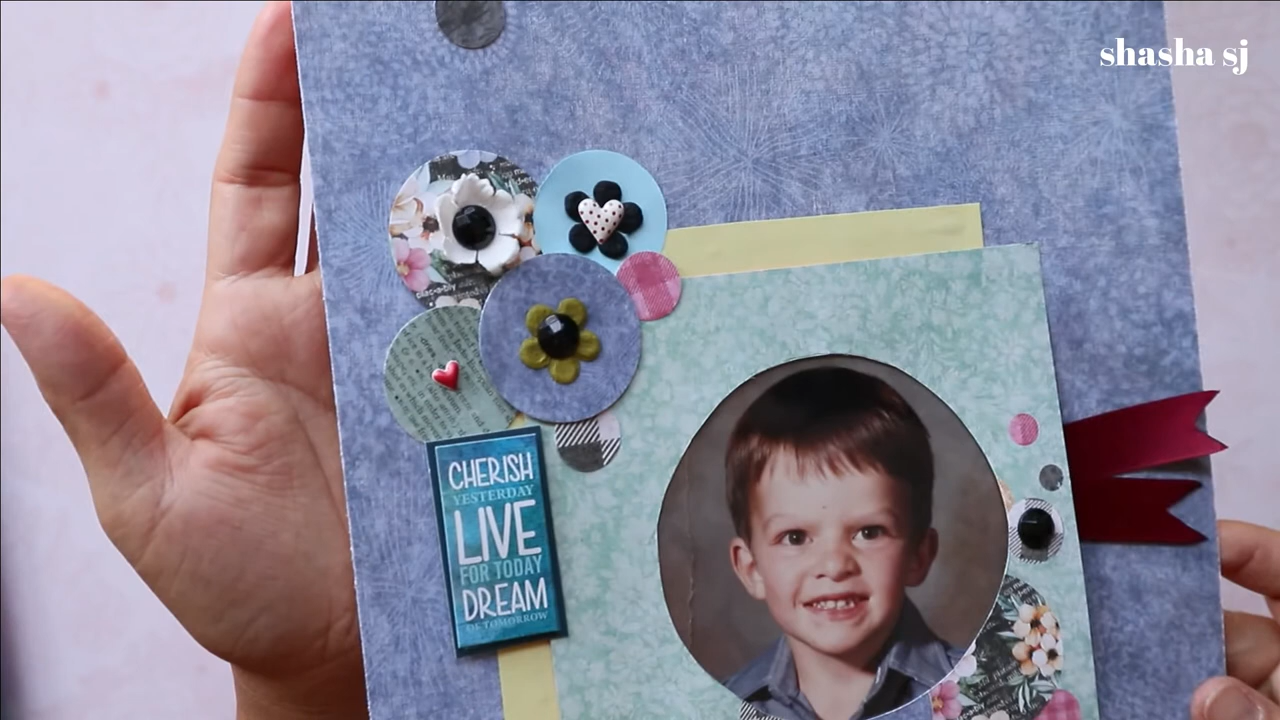 shasha sj
CHERISH
YESTERDAY
LIVE
FOR TODAY
DREAM
OF TOMORROW